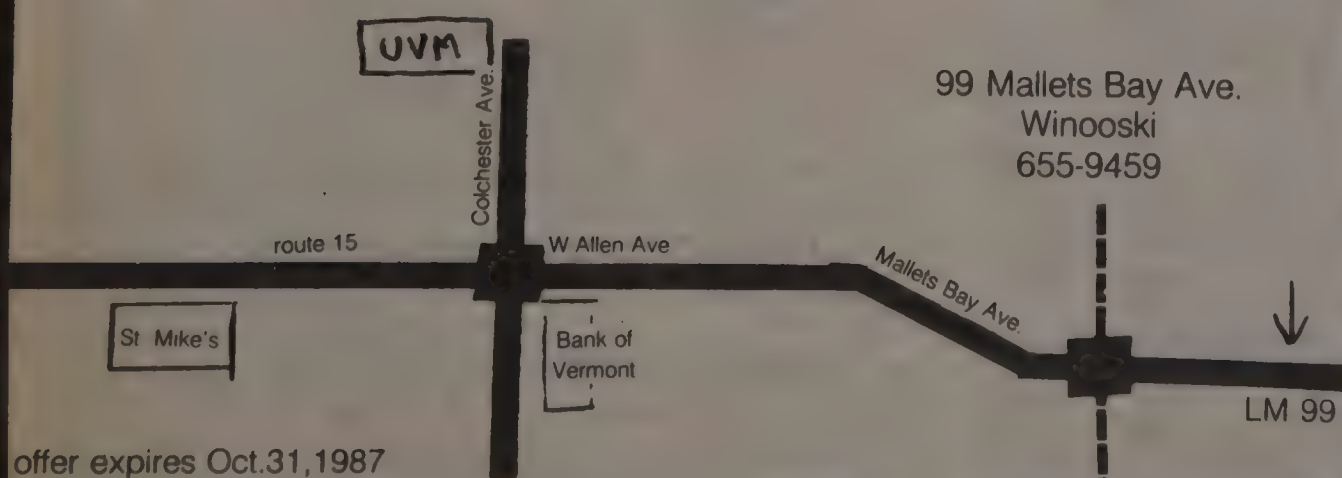 UVM
Colchester Ave.
99 Mallets Bay Ave.
Winooski
655-9459
route 15
W Allen Ave
Mallets Bay Ave.
St Mike's
Bank of
Vermont
LM 99
offer expires Oct.31,1987